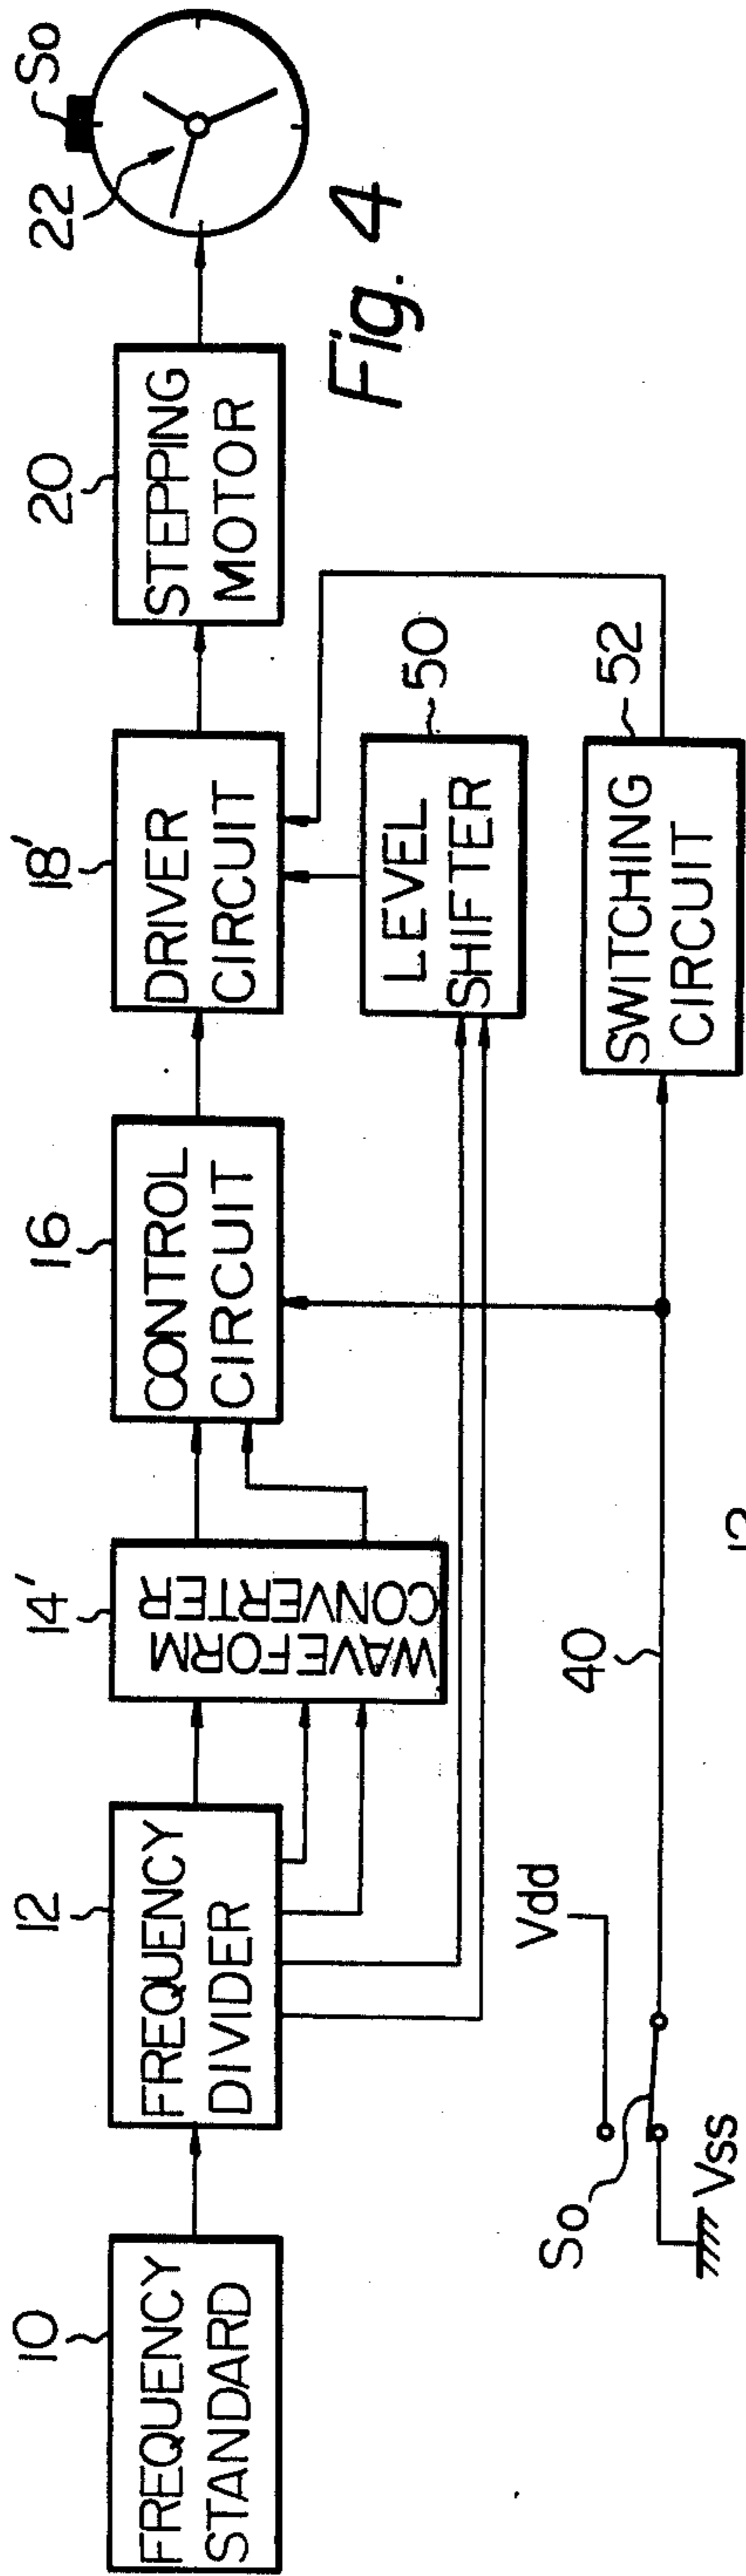 10
FREQUENCY
STANDARD
12
FREQUENCY
DIVIDER
14'
WAVEFORM
CONVERTER
16
CONTROL
CIRCUIT
18'
DRIVER
CIRCUIT
20
STEPPING
MOTOR
22
So
LEVEL
SHIFTER
50
SWITCHING
CIRCUIT
52
Vdd
So
Vss
40
Fig. 4
12